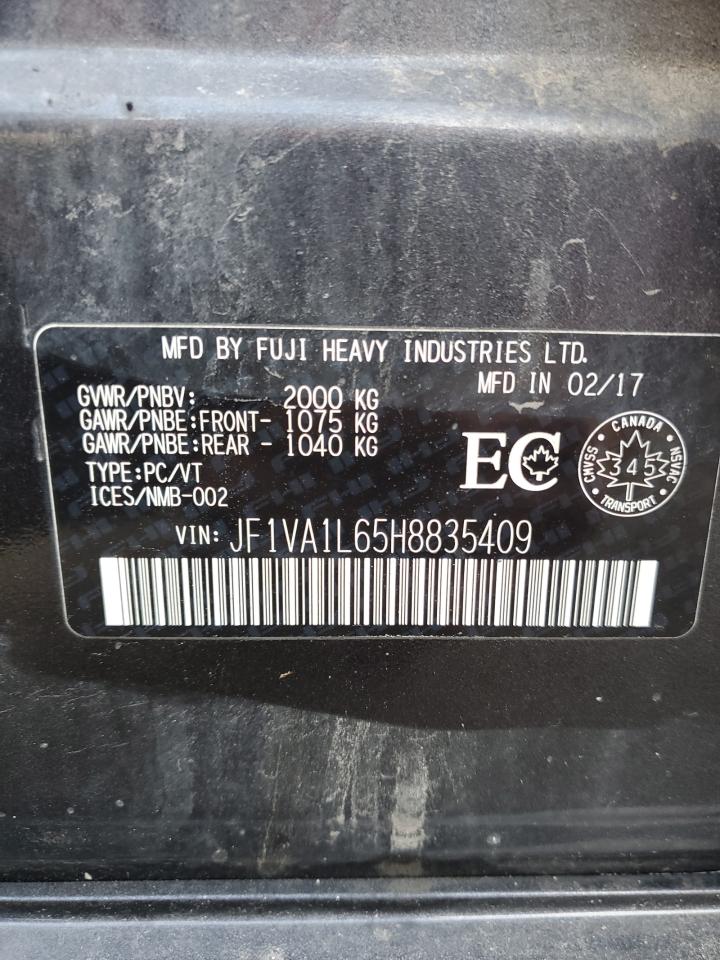 MFD BY FUJI HEAVY INDUSTRIES LTD.
GVWR/PNBV: 2000 KG MFD IN 02/17
GAWR/PNBE:FRONT- 1075 KG
GAWR/PNBE:REAR - 1040 KG
TYPE:PC/VT
ICES/NMB-002
EC
CANADA
CMVSS 345 NSVAC
TRANSPORT
VIN: JF1VA1L65H8835409